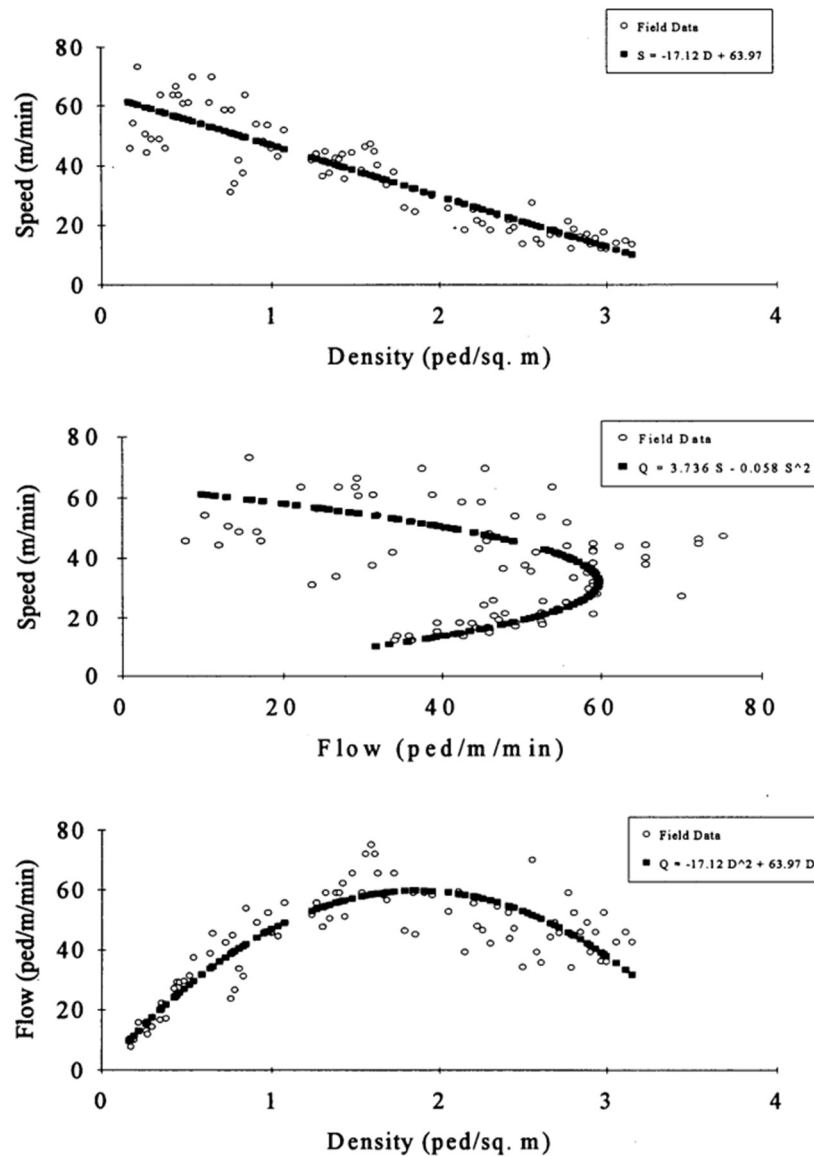 Field Data
S = -17.12 D + 63.97
80
60
40
20
0
Speed (m/min)
0 1 2 3 4
Density (ped/sq. m)
Field Data
Q = 3.736 S - 0.058 S^2
80
60
40
20
0
Speed (m/min)
0 20 40 60 80
Flow (ped/m/min)
Field Data
Q = -17.12 D^2 + 63.97 D
80
60
40
20
0
Flow (ped/m/min)
0 1 2 3 4
Density (ped/sq. m)